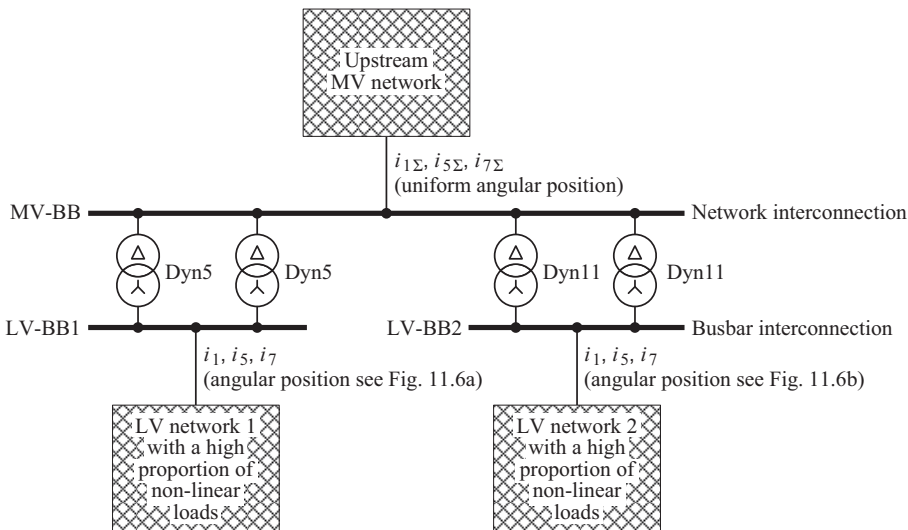 Upstream
MV network
i1Σ, i5Σ, i7Σ
(uniform angular position)
MV-BB
Network interconnection
Δ
Δ
Δ
Δ
Dyn5
Dyn5
Dyn11
Dyn11
LV-BB1
LV-BB2
Busbar interconnection
i1, i5, i7
(angular position see Fig. 11.6a)
i1, i5, i7
(angular position see Fig. 11.6b)
LV network 1
with a high
proportion of
non-linear
loads
LV network 2
with a high
proportion of
non-linear
loads